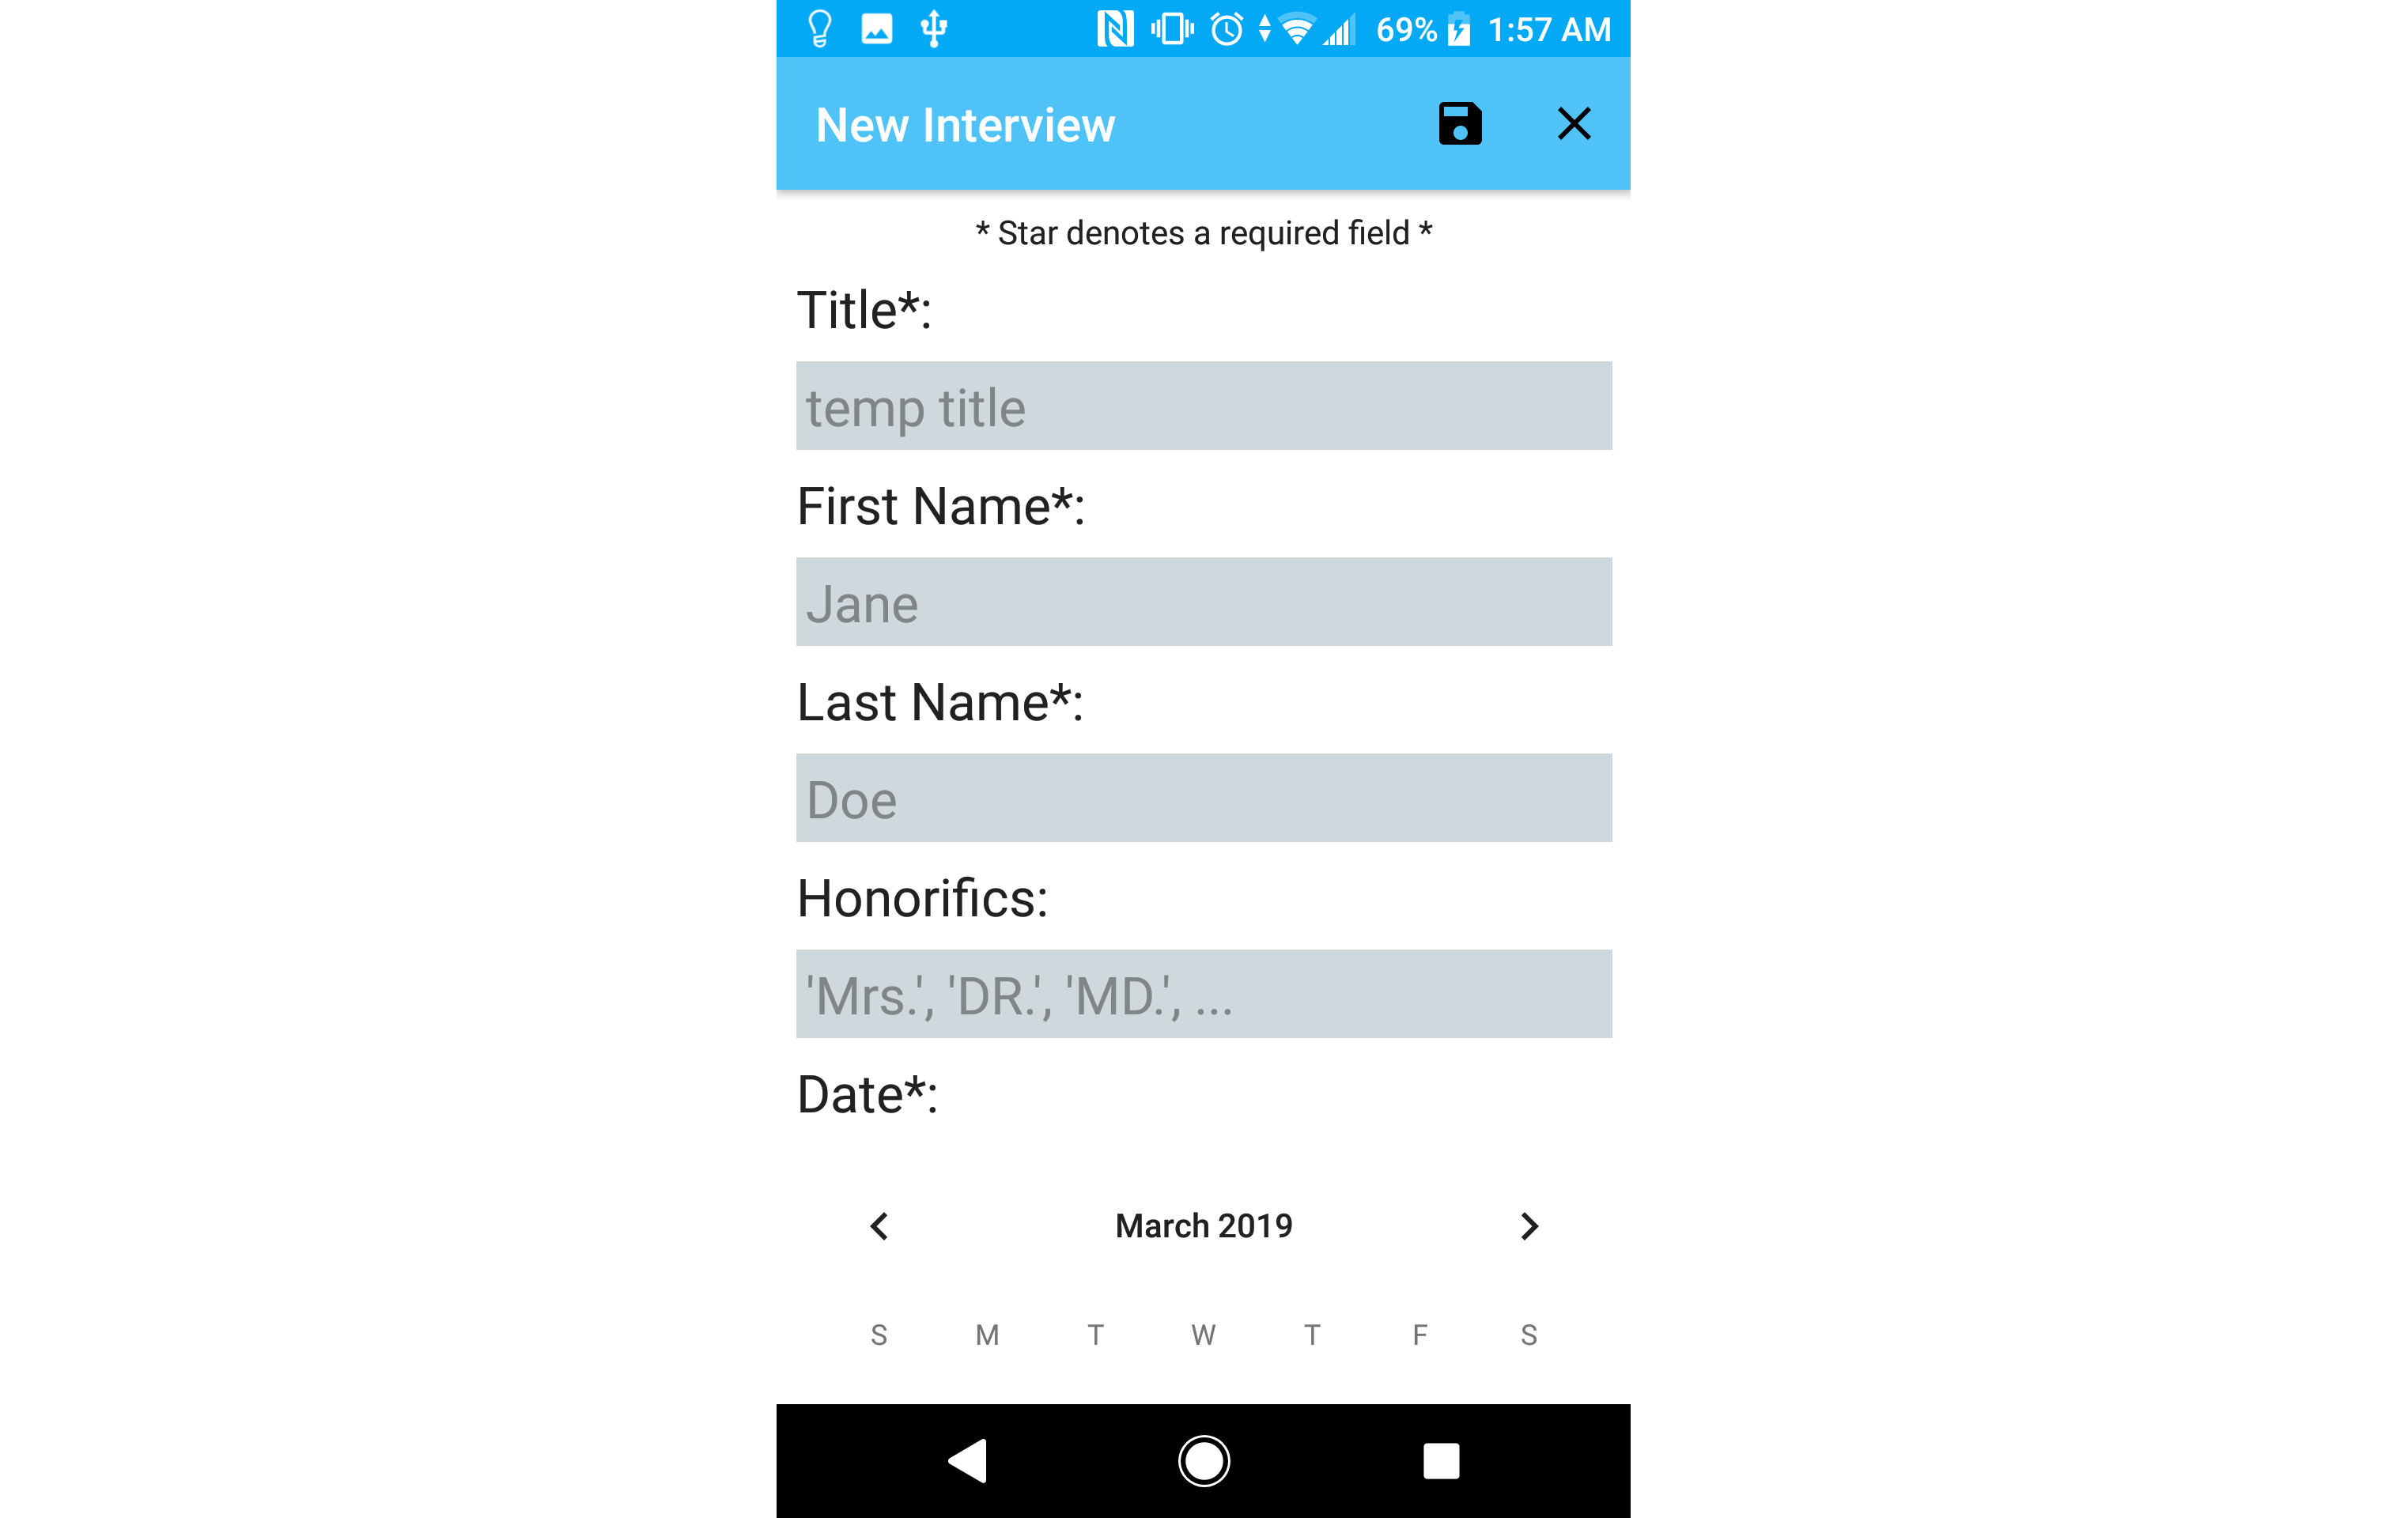 69% 1:57 AM
New Interview
* Star denotes a required field *
Title*:
temp title
First Name*:
Jane
Last Name*:
Doe
Honorifics:
'Mrs.', 'DR.', 'MD.', ...
Date*:
March 2019
S M T W T F S